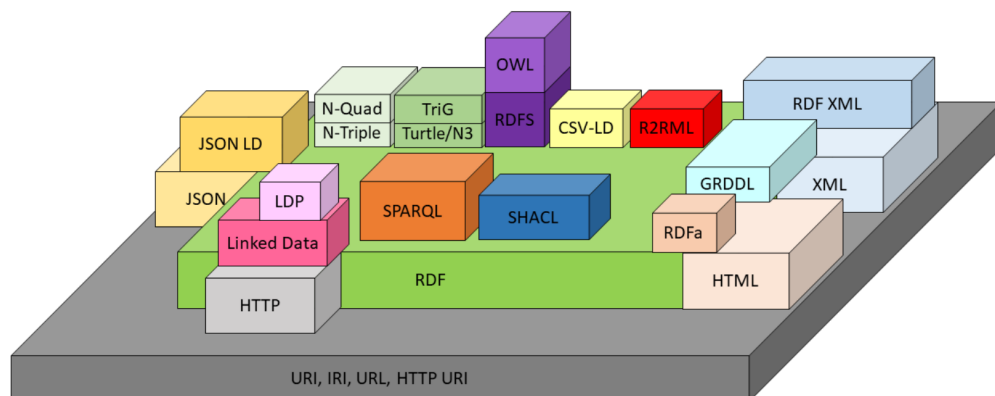 OWL
N-Quad
TriG
RDF XML
N-Triple
Turtle/N3
RDFS
CSV-LD
R2RML
JSON LD
GRDDL
XML
JSON
LDP
SPARQL
SHACL
RDFa
Linked Data
RDF
HTML
HTTP
URI, IRI, URL, HTTP URI